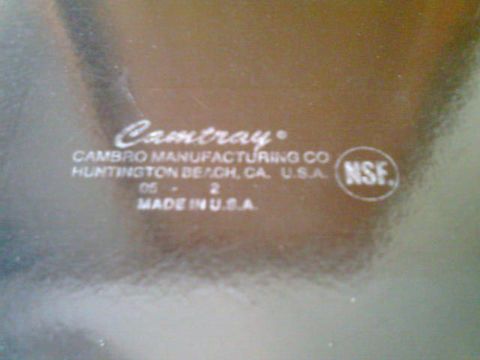 Camtray®
CAMBRO MANUFACTURING CO
HUNTINGTON BEACH, CA. U.S.A.
05 - 2
MADE IN U.S.A.
NSF®